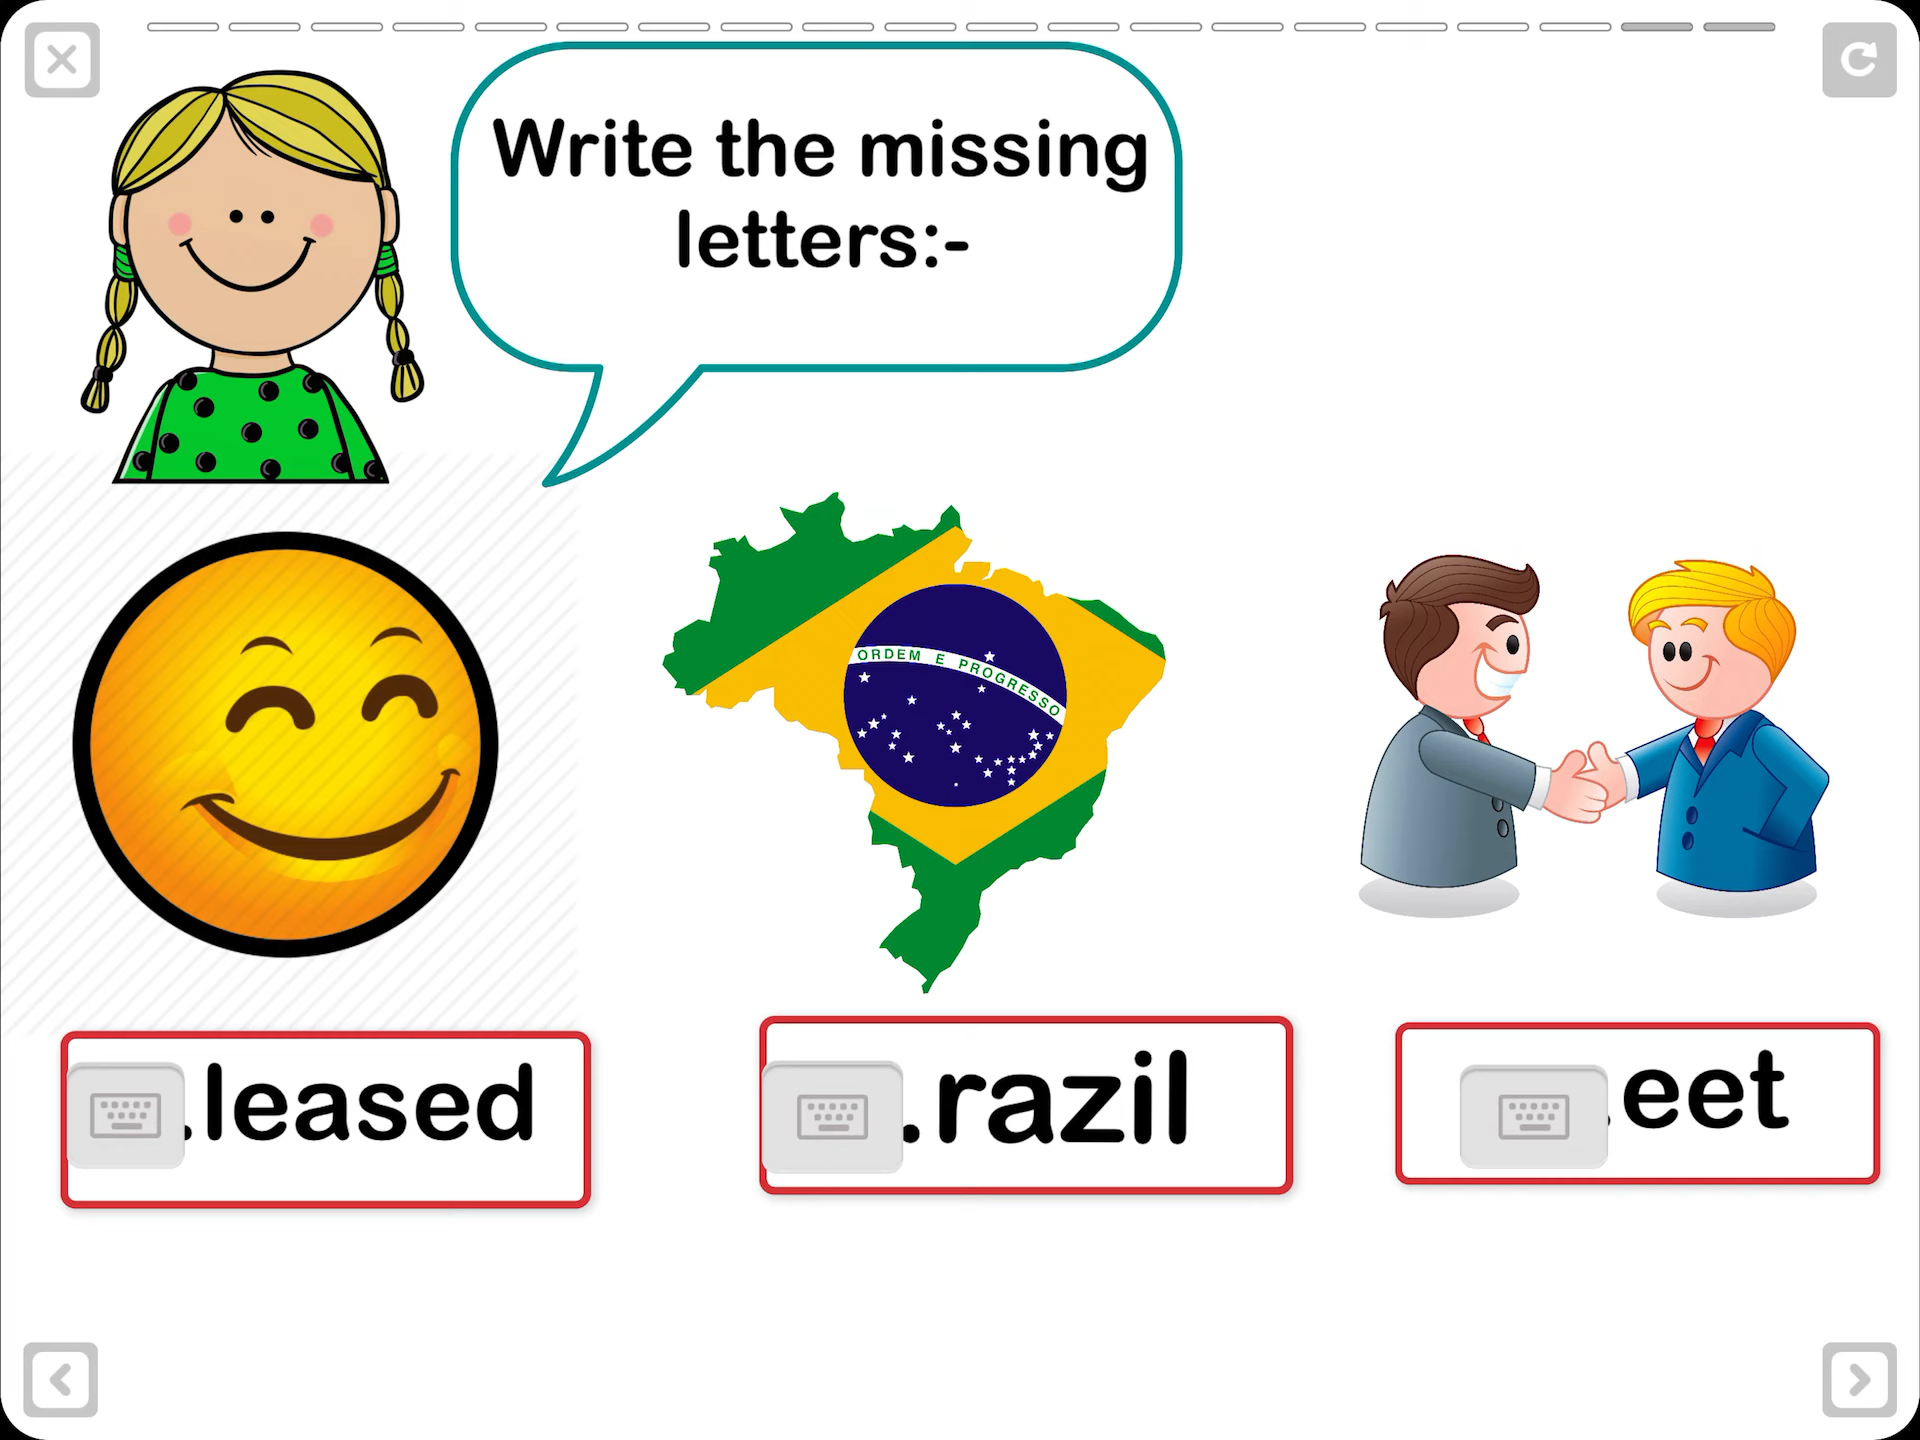 Write the missing
letters:-
ORDEM E PROGRESSO
.leased
.razil
.eet